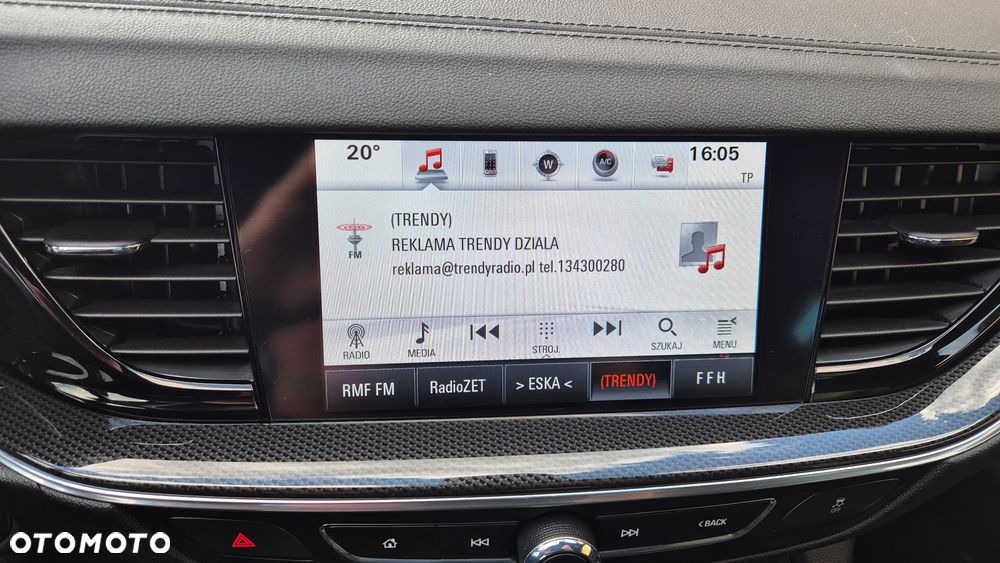 20°
W
A/C
16:05
TP
FM
(TRENDY)
REKLAMA TRENDY DZIALA
reklama@trendyradio.pl tel.134300280
RADIO
MEDIA
STROJ.
SZUKAJ
MENU
RMF FM
RadioZET
> ESKA <
(TRENDY)
F F H
BACK
OFF
OTOMOTO